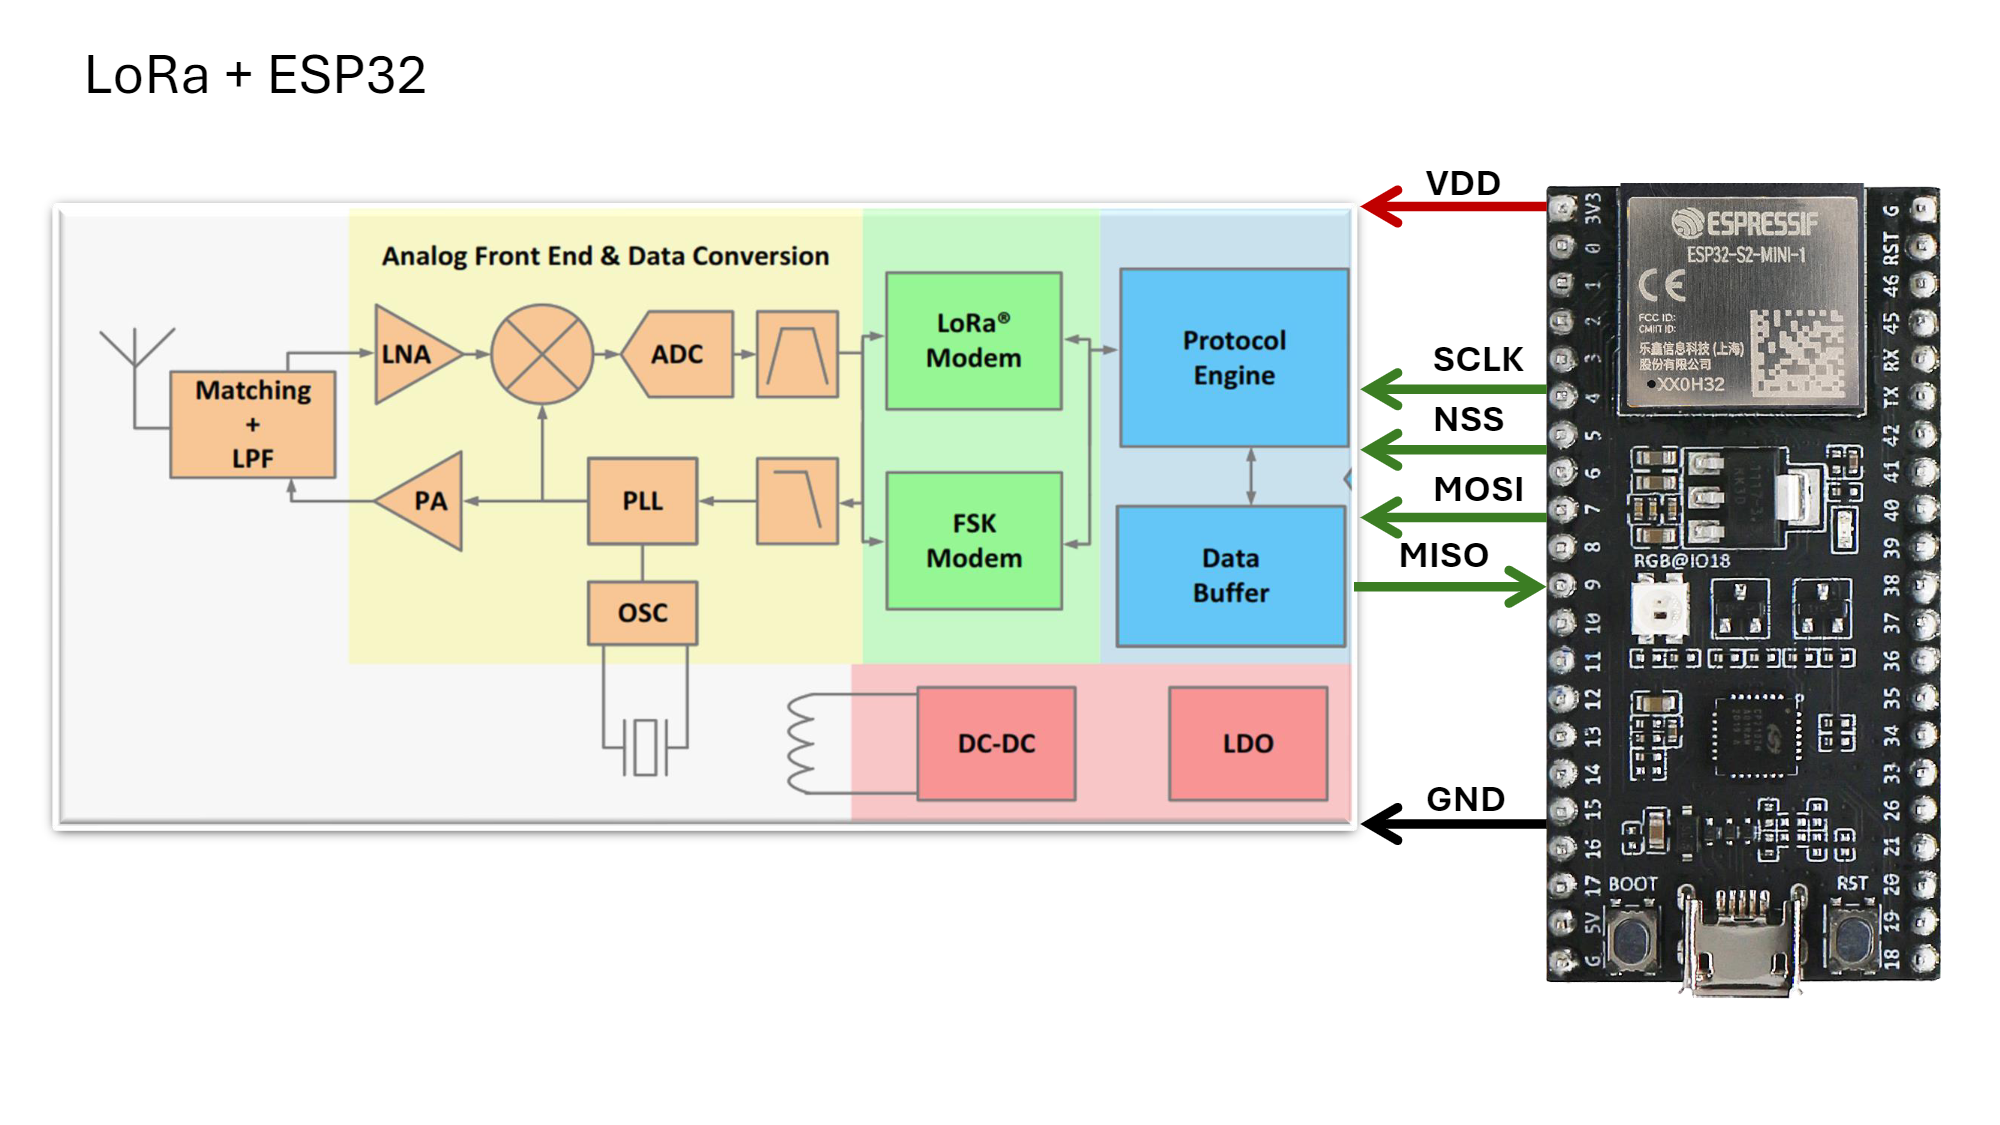 LoRa + ESP32
Analog Front End & Data Conversion
LNA
ADC
Matching
+
LPF
PA
PLL
OSC
LoRa®
Modem
FSK
Modem
Protocol
Engine
Data
Buffer
DC-DC
LDO
VDD
SCLK
NSS
MOSI
MISO
GND
ESPRESSIF
ESP32-S2-MINI-1
CE
FCC ID:
CMIIT ID:
乐鑫信息科技(上海)
股份有限公司
XX0H32
RGB@IO18
BOOT
RST
3V3
0
1
2
3
4
5
6
7
8
9
10
11
12
13
14
15
16
17
5V
G
G
RST
46
45
RX
TX
42
41
40
39
38
37
36
35
34
33
26
21
20
19
18